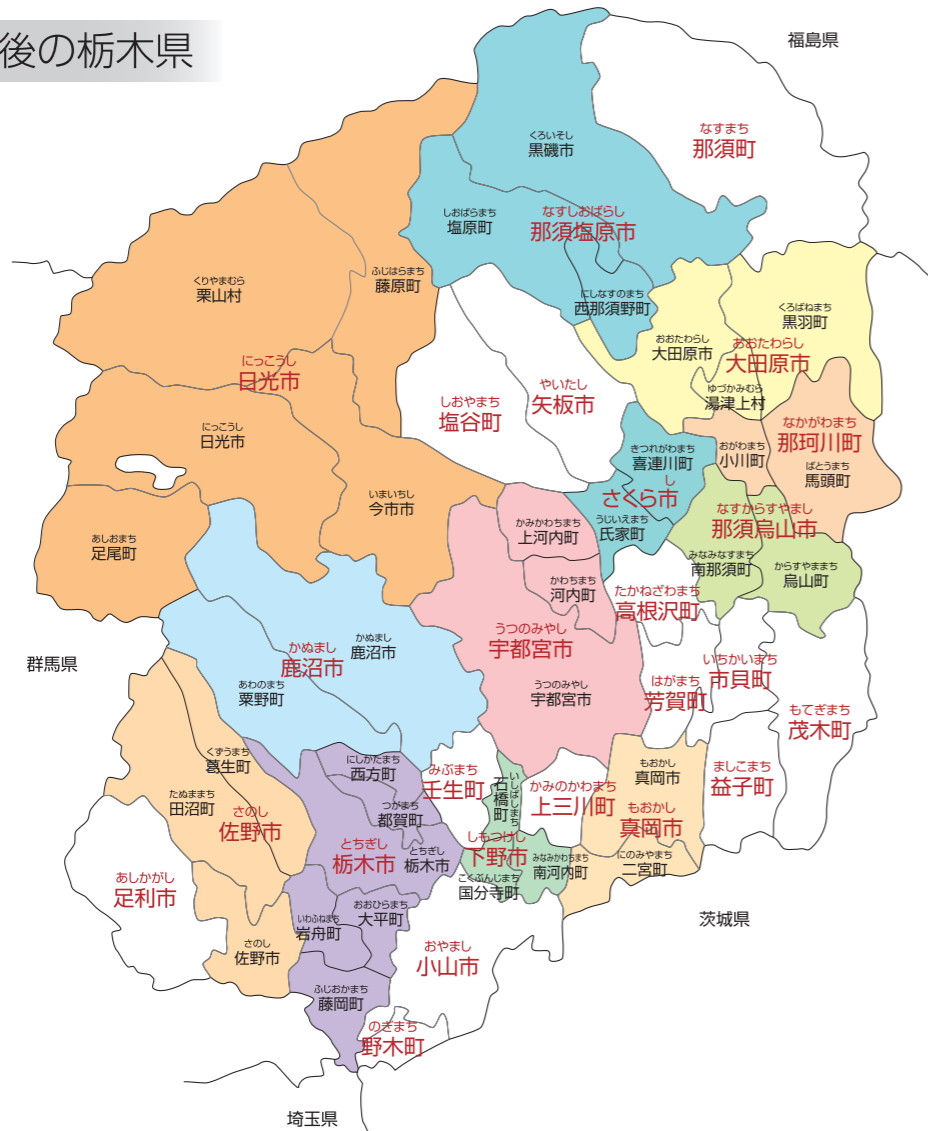 後の栃木県
福島県
なすまち
那須町
くろいそし
黒磯市
しおばらまち
塩原町
なすしおばらし
那須塩原市
にしなすのまち
西那須野町
くりやまむら
栗山村
ふじはらまち
藤原町
くろばねまち
黒羽町
おおたわらし
大田原市
おおたわらし
大田原市
ゆづかみむら
湯津上村
にっこうし
日光市
しおやまち
塩谷町
やいたし
矢板市
なかがわまち
那珂川町
おがわまち
小川町
ばとうまち
馬頭町
にっこうし
日光市
きつれがわまち
喜連川町
し
さくら市
うじいえまち
氏家町
いまいちし
今市市
かみかわちまち
上河内町
なすからすやまし
那須烏山市
みなみなすまち
南那須町
からすやままち
烏山町
あしおまち
足尾町
かわちまち
河内町
たかねざわまち
高根沢町
群馬県
かぬまし
鹿沼市
かぬまし
鹿沼市
あわのまち
粟野町
うつのみやし
宇都宮市
うつのみやし
宇都宮市
はがまち
芳賀町
いちかいまち
市貝町
もてぎまち
茂木町
くずうまち
葛生町
たぬままち
田沼町
さのし
佐野市
にしかたまち
西方町
つがまち
都賀町
とちぎし
栃木市
とちぎし
栃木市
みぶまち
壬生町
いしばしまち
石橋町
かみのかわまち
上三川町
もおかし
真岡市
もおかし
真岡市
ましこまち
益子町
しもつけし
下野市
こくぶんじまち
国分寺町
みなみかわちまち
南河内町
にのみやまち
二宮町
あしかがし
足利市
さのし
佐野市
いわふねまち
岩舟町
おおひらまち
大平町
ふじおかまち
藤岡町
おやまし
小山市
のぎまち
野木町
茨城県
埼玉県